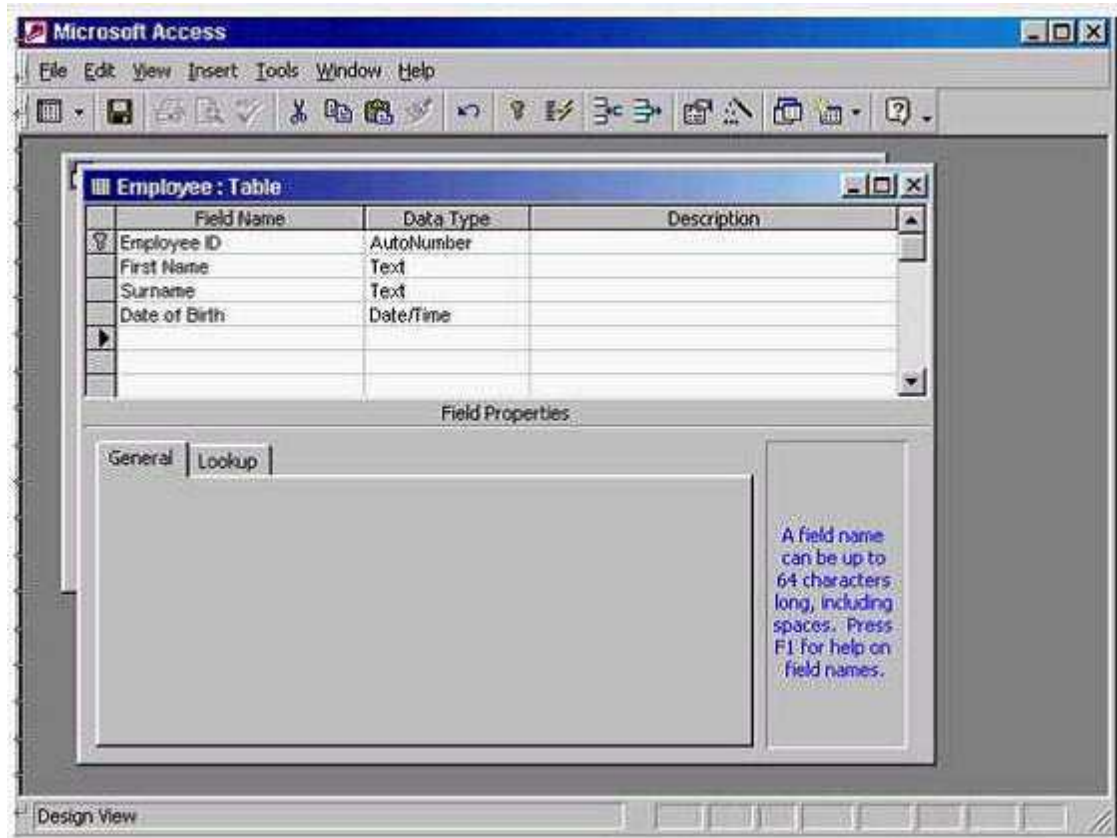 Microsoft Access
File Edit View Insert Tools Window Help
Employee : Table
Field Name Data Type Description
Employee ID AutoNumber
First Name Text
Surname Text
Date of Birth Date/Time
Field Properties
General Lookup
A field name
can be up to
64 characters
long, including
spaces. Press
F1 for help on
field names.
Design View